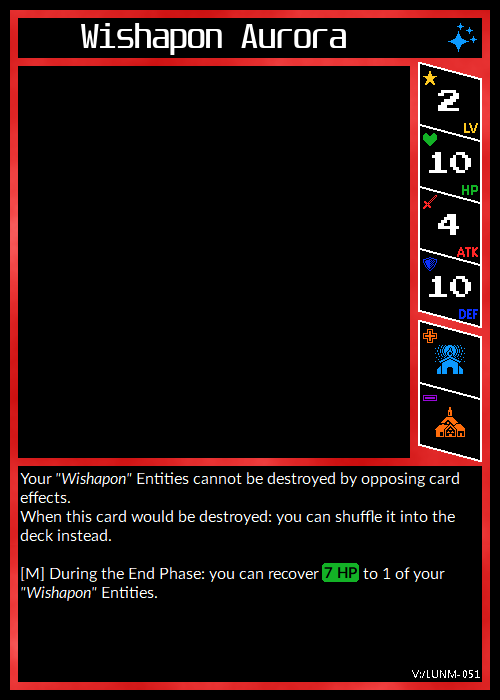 Wishapon Aurora
2
LV
10
HP
4
ATK
10
DEF
Your "Wishapon" Entities cannot be destroyed by opposing card
effects.
When this card would be destroyed: you can shuffle it into the
deck instead.
[M] During the End Phase: you can recover 7 HP to 1 of your
"Wishapon" Entities.
V:/LUNM-051